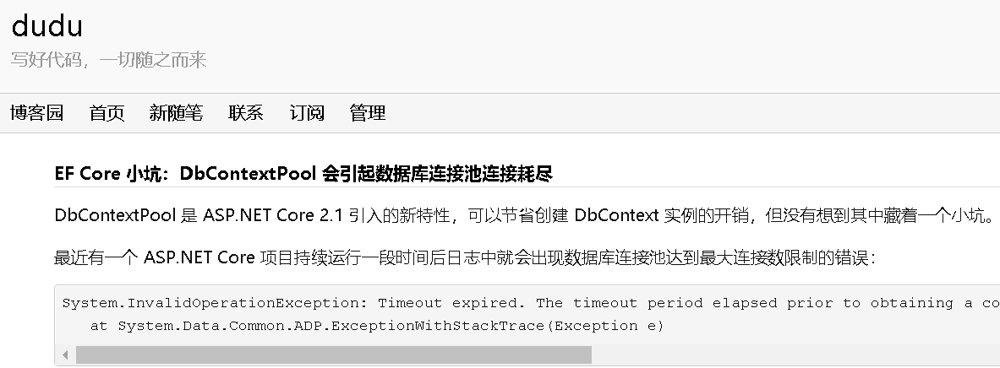 dudu
写好代码，一切随之而来
博客园 首页 新随笔 联系 订阅 管理
EF Core 小坑：DbContextPool 会引起数据库连接池连接耗尽
DbContextPool 是 ASP.NET Core 2.1 引入的新特性，可以节省创建 DbContext 实例的开销，但没有想到其中藏着一个小坑。
最近有一个 ASP.NET Core 项目持续运行一段时间后日志中就会出现数据库连接池达到最大连接数限制的错误：
System.InvalidOperationException: Timeout expired. The timeout period elapsed prior to obtaining a co
at System.Data.Common.ADP.ExceptionWithStackTrace(Exception e)